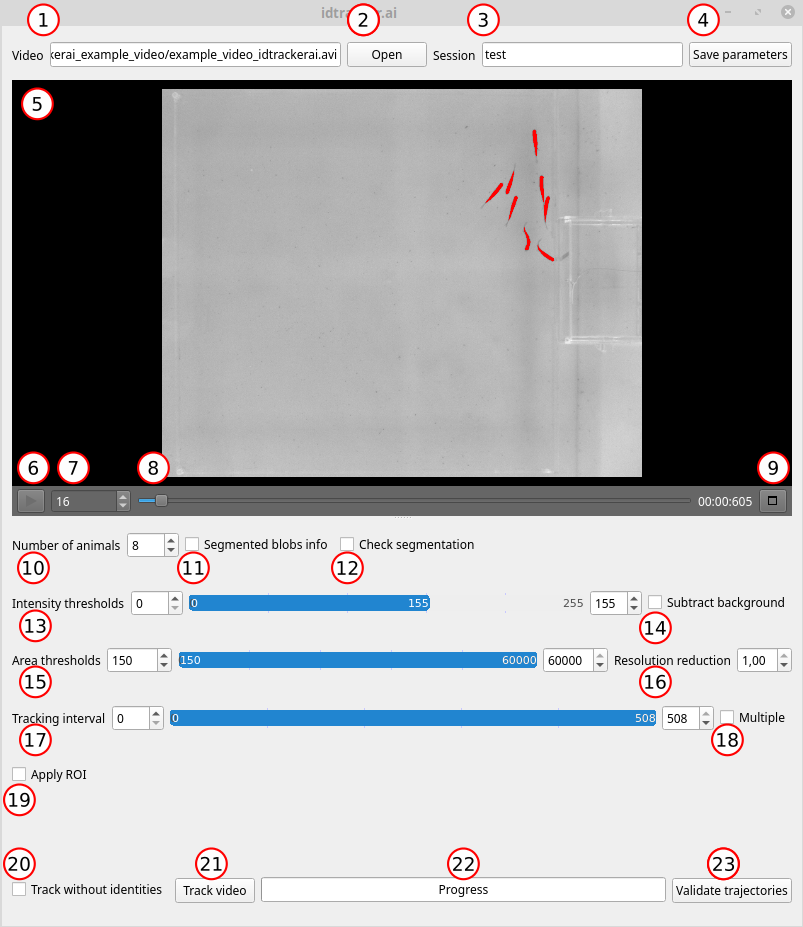 idtracker.ai
1 2 3 4
Video kerai_example_video/example_video_idtrackerai.avi Open Session test Save parameters
5
6 7 8 9
16 00:00:605
Number of animals 8 Segmented blobs info Check segmentation
10 11 12
Intensity thresholds 0 0 155 255 155 Subtract background
13 14
Area thresholds 150 150 60000 60000 Resolution reduction 1,00
15 16
Tracking interval 0 0 508 508 Multiple
17 18
Apply ROI
19
20 21 22 23
Track without identities Track video Progress Validate trajectories